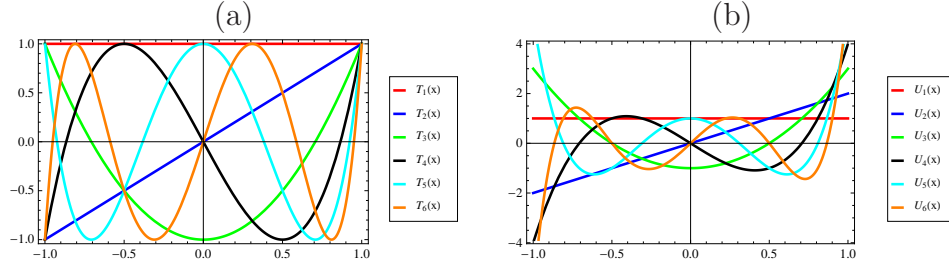 (a)
1.0
0.5
0.0
−0.5
−1.0
−1.0 −0.5 0.0 0.5 1.0
T1(x)
T2(x)
T3(x)
T4(x)
T5(x)
T6(x)
(b)
4
2
0
−2
−4
−1.0 −0.5 0.0 0.5 1.0
U1(x)
U2(x)
U3(x)
U4(x)
U5(x)
U6(x)